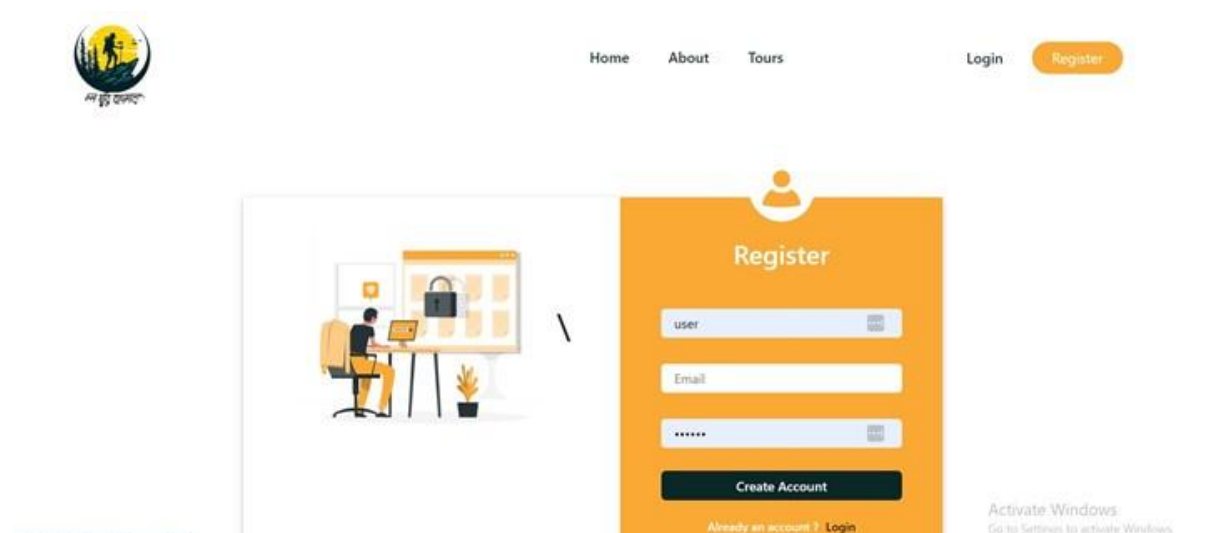 Home About Tours Login Register
Register
user
Email
••••••
Create Account
Already an account ? Login
Activate Windows
Go to Settings to activate Windows.